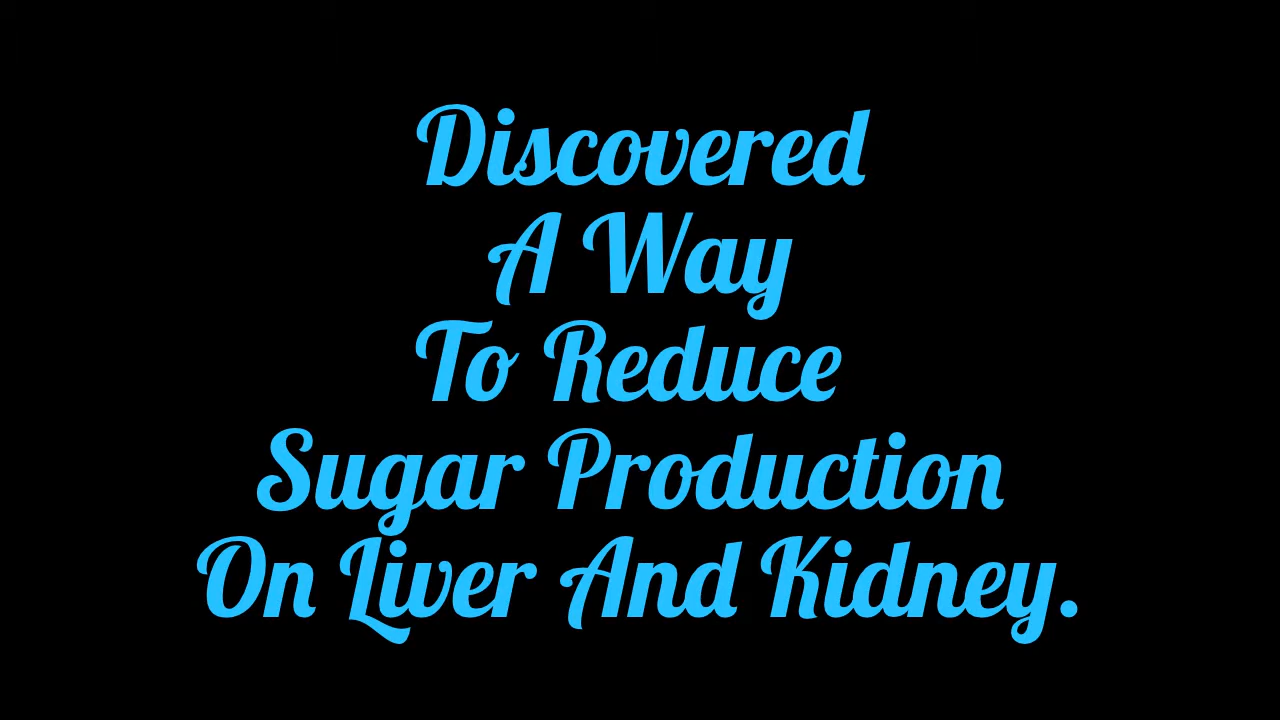 Discovered
A Way
To Reduce
Sugar Production
On Liver And Kidney.